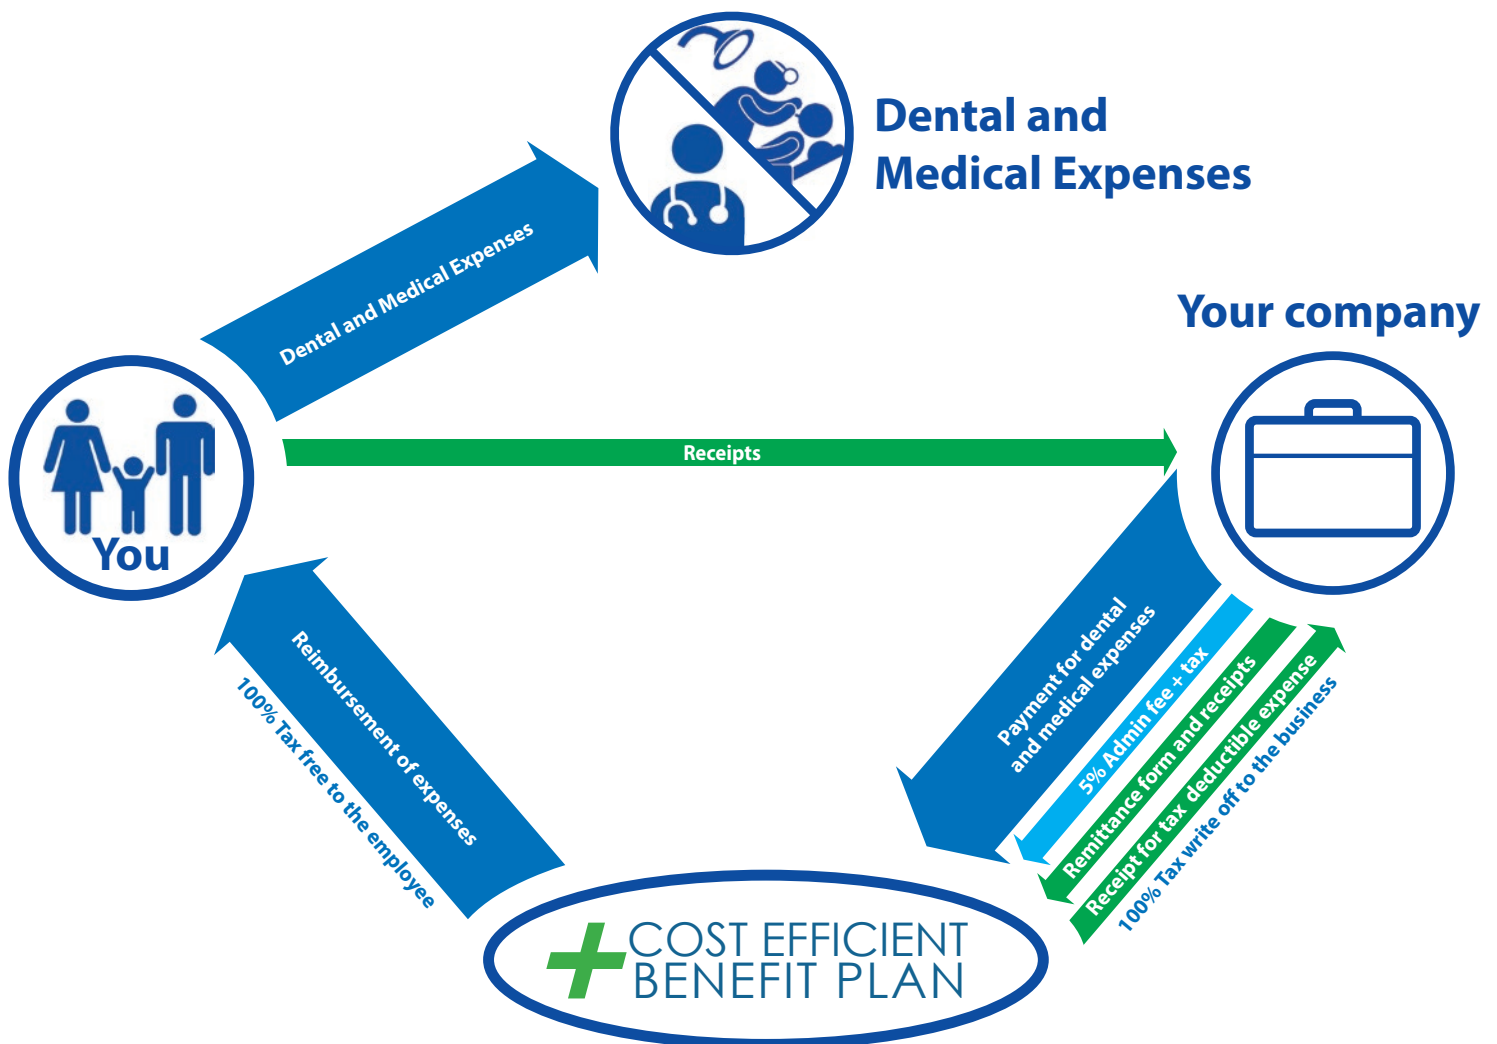 Dental and
Medical Expenses
Dental and Medical Expenses
Your company
Receipts
You
Payment for dental
and medical expenses
5% Admin fee + tax
Remittance form and receipts
Receipt for tax deductible expense
100% Tax write off to the business
Reimbursement of expenses
100% Tax free to the employee
COST EFFICIENT
BENEFIT PLAN